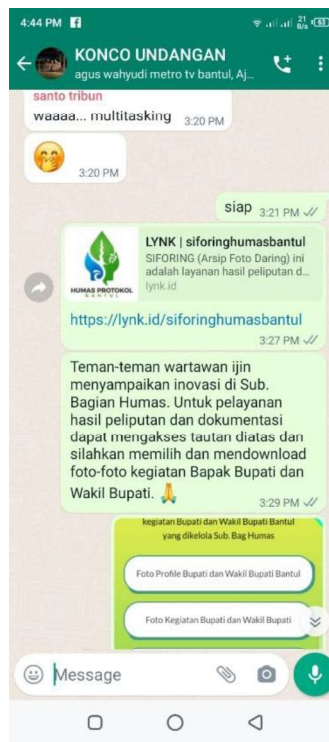 4:44 PM
21
B/s
63
KONCO UNDANGAN
agus wahyudi metro tv bantul, Aj...
santo tribun
waaaa... multitasking 3:20 PM
3:20 PM
siap 3:21 PM
LYNK | siforinghumasbantul
SIFORING (Arsip Foto Daring) ini
adalah layanan hasil peliputan d...
lynk.id
HUMAS PROTOKOL
BANTUL
https://lynk.id/siforinghumasbantul
3:27 PM
Teman-teman wartawan ijin
menyampaikan inovasi di Sub.
Bagian Humas. Untuk pelayanan
hasil peliputan dan dokumentasi
dapat mengakses tautan diatas dan
silahkan memilih dan mendownload
foto-foto kegiatan Bapak Bupati dan
Wakil Bupati.
3:29 PM
kegiatan Bupati dan Wakil Bupati Bantul
yang dikelola Sub. Bag Humas
Foto Profile Bupati dan Wakil Bupati Bantul
Foto Kegiatan Bupati dan Wakil Bupati
Message